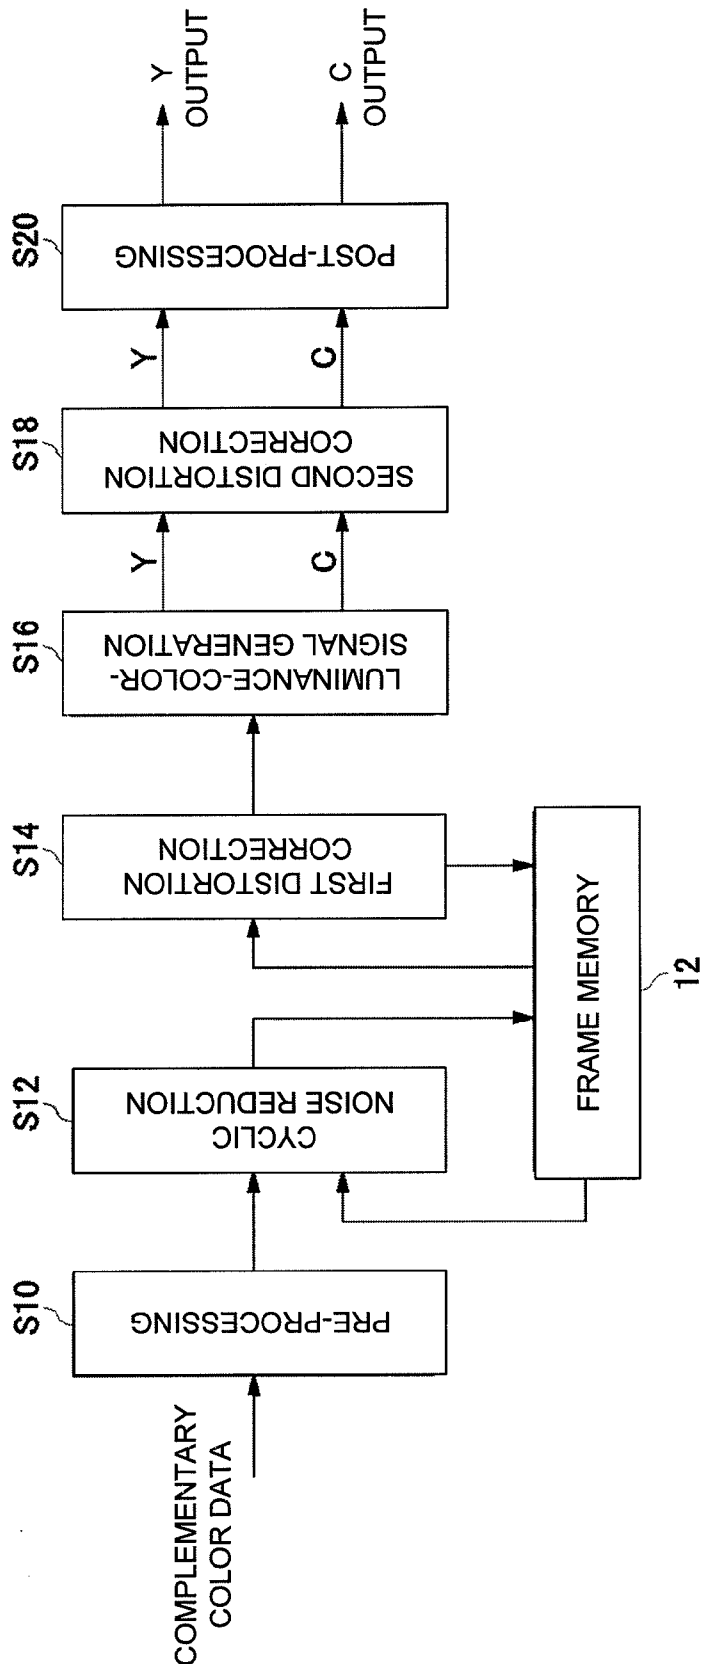 COMPLEMENTARY
COLOR DATA
S10
PRE-PROCESSING
S12
CYCLIC
NOISE REDUCTION
S14
FIRST DISTORTION
CORRECTION
S16
LUMINANCE-COLOR-
SIGNAL GENERATION
Y
C
S18
SECOND DISTORTION
CORRECTION
Y
C
S20
POST-PROCESSING
Y
OUTPUT
C
OUTPUT
FRAME MEMORY
12